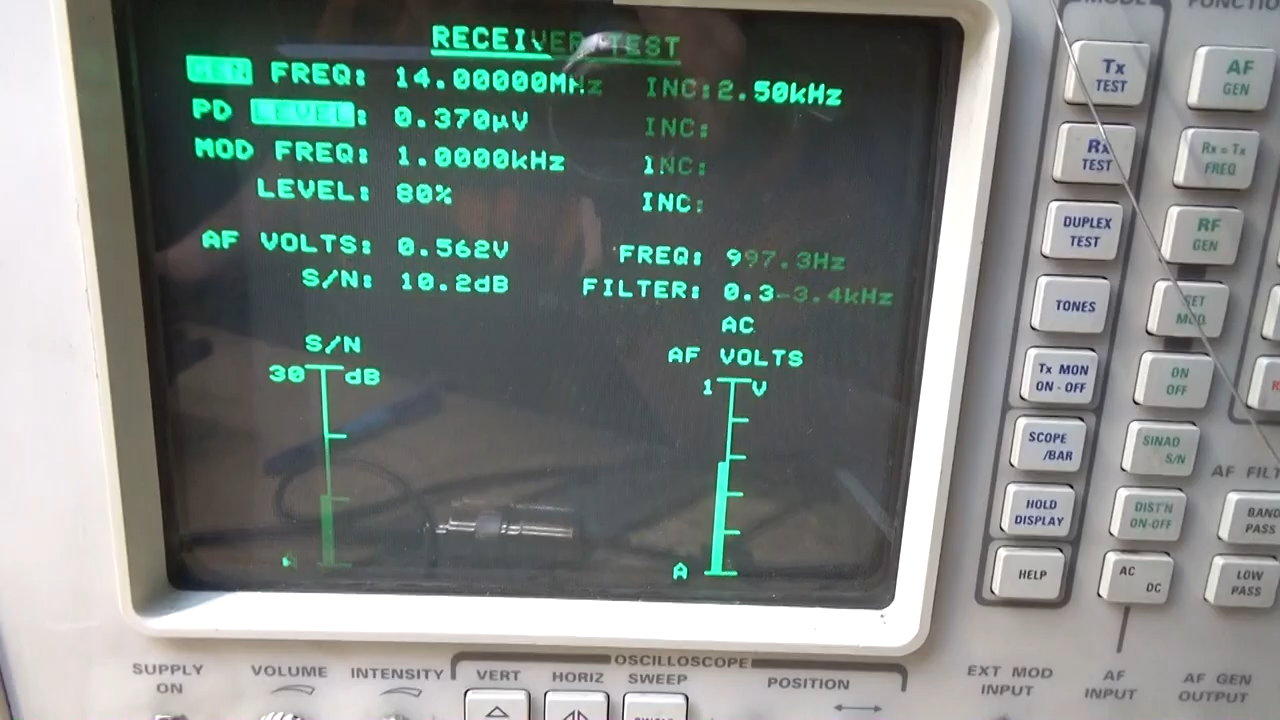 RECEIVER TEST
GEN FREQ: 14.00000MHz INC:2.50kHz
PD LEVEL: 0.370µV INC:
MOD FREQ: 1.0000kHz INC:
LEVEL: 80% INC:
AF VOLTS: 0.562V FREQ: 997.3Hz
S/N: 10.2dB FILTER: 0.3-3.4kHz
AC
S/N AF VOLTS
30 dB 1 V
A
MODE
Tx TEST
Rx TEST
DUPLEX TEST
TONES
Tx MON ON - OFF
SCOPE /BAR
HOLD DISPLAY
HELP
AF GEN
Rx = Tx FREQ
RF GEN
SET MOD
ON OFF
SINAD S/N
DIST'N ON-OFF
AC DC
AF FILT
BAND PASS
LOW PASS
SUPPLY ON
VOLUME
INTENSITY
OSCILLOSCOPE
VERT HORIZ SWEEP POSITION
EXT MOD INPUT
AF INPUT
AF GEN OUTPUT